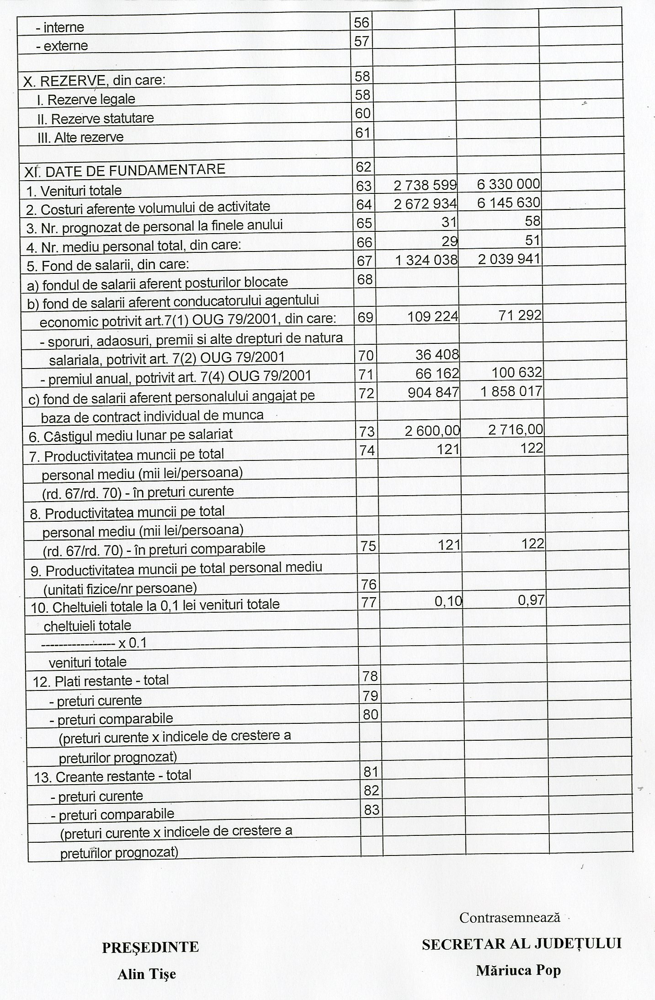 - interne 56
- externe 57
X. REZERVE, din care: 58
I. Rezerve legale 58
II. Rezerve statutare 60
III. Alte rezerve 61
XI. DATE DE FUNDAMENTARE 62
1. Venituri totale 63 2 738 599 6 330 000
2. Costuri aferente volumului de activitate 64 2 672 934 6 145 630
3. Nr. prognozat de personal la finele anului 65 31 58
4. Nr. mediu personal total, din care: 66 29 51
5. Fond de salarii, din care: 67 1 324 038 2 039 941
a) fondul de salarii aferent posturilor blocate 68
b) fond de salarii aferent conducatorului agentului
economic potrivit art.7(1) OUG 79/2001, din care: 69 109 224 71 292
- sporuri, adaosuri, premii si alte drepturi de natura
salariala, potrivit art. 7(2) OUG 79/2001 70 36 408
- premiul anual, potrivit art. 7(4) OUG 79/2001 71 66 162 100 632
c) fond de salarii aferent personalului angajat pe 72 904 847 1 858 017
baza de contract individual de munca
6. Câstigul mediu lunar pe salariat 73 2 600,00 2 716,00
7. Productivitatea muncii pe total 74 121 122
personal mediu (mii lei/persoana)
(rd. 67/rd. 70) - în preturi curente
8. Productivitatea muncii pe total
personal mediu (mii lei/persoana)
(rd. 67/rd. 70) - în preturi comparabile 75 121 122
9. Productivitatea muncii pe total personal mediu
(unitati fizice/nr persoane) 76
10. Cheltuieli totale la 0,1 lei venituri totale 77 0,10 0,97
cheltuieli totale
----------------- x 0.1
venituri totale
12. Plati restante - total 78
- preturi curente 79
- preturi comparabile 80
(preturi curente x indicele de crestere a
preturilor prognozat)
13. Creante restante - total 81
- preturi curente 82
- preturi comparabile 83
(preturi curente x indicele de crestere a
preturilor prognozat)
Contrasemnează
PREŞEDINTE SECRETAR AL JUDEŢULUI
Alin Tişe Măriuca Pop